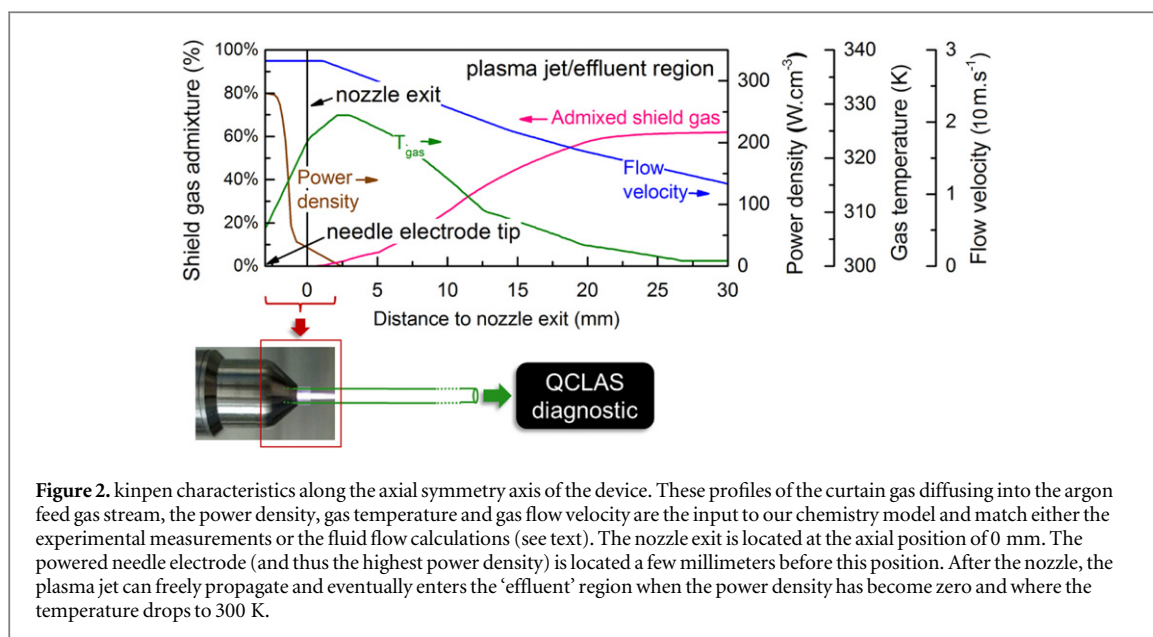 100%
80%
60%
40%
20%
0%
Shield gas admixture (%)
plasma jet/effluent region
nozzle exit
Admixed shield gas
T_gas
Power
density
Flow
velocity
needle electrode tip
0
5
10
15
20
25
30
Distance to nozzle exit (mm)
300
200
100
0
Power density (W.cm⁻³)
340
330
325
320
310
305
300
Gas temperature (K)
3
2
1
0
Flow velocity (10 m.s⁻¹)
QCLAS
diagnostic
Figure 2. kinpen characteristics along the axial symmetry axis of the device. These profiles of the curtain gas diffusing into the argon
feed gas stream, the power density, gas temperature and gas flow velocity are the input to our chemistry model and match either the
experimental measurements or the fluid flow calculations (see text). The nozzle exit is located at the axial position of 0 mm. The
powered needle electrode (and thus the highest power density) is located a few millimeters before this position. After the nozzle, the
plasma jet can freely propagate and eventually enters the ‘effluent’ region when the power density has become zero and where the
temperature drops to 300 K.